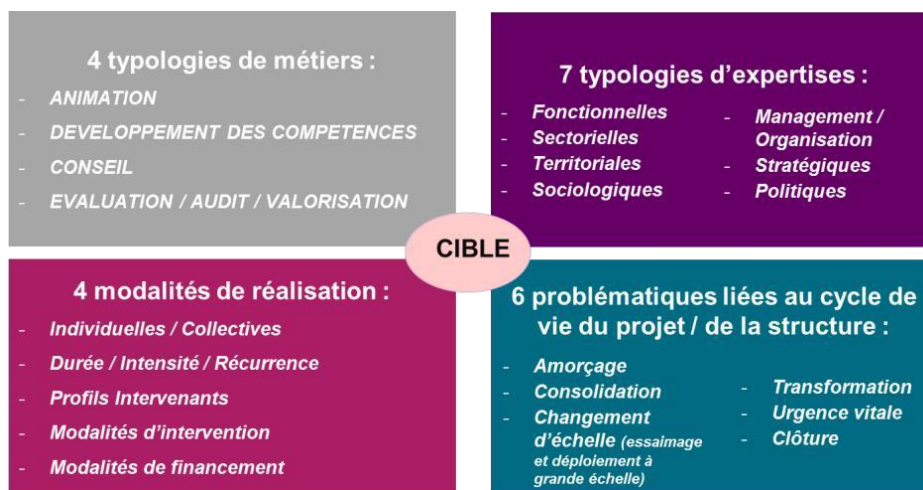 4 typologies de métiers :
- ANIMATION
- DEVELOPPEMENT DES COMPETENCES
- CONSEIL
- EVALUATION / AUDIT / VALORISATION
7 typologies d'expertises :
- Fonctionnelles
- Sectorielles
- Territoriales
- Sociologiques
- Management /
Organisation
- Stratégiques
- Politiques
CIBLE
4 modalités de réalisation :
- Individuelles / Collectives
- Durée / Intensité / Récurrence
- Profils Intervenants
- Modalités d'intervention
- Modalités de financement
6 problématiques liées au cycle de
vie du projet / de la structure :
- Amorçage
- Consolidation
- Changement
d'échelle (essaimage
et déploiement à
grande échelle)
- Transformation
- Urgence vitale
- Clôture